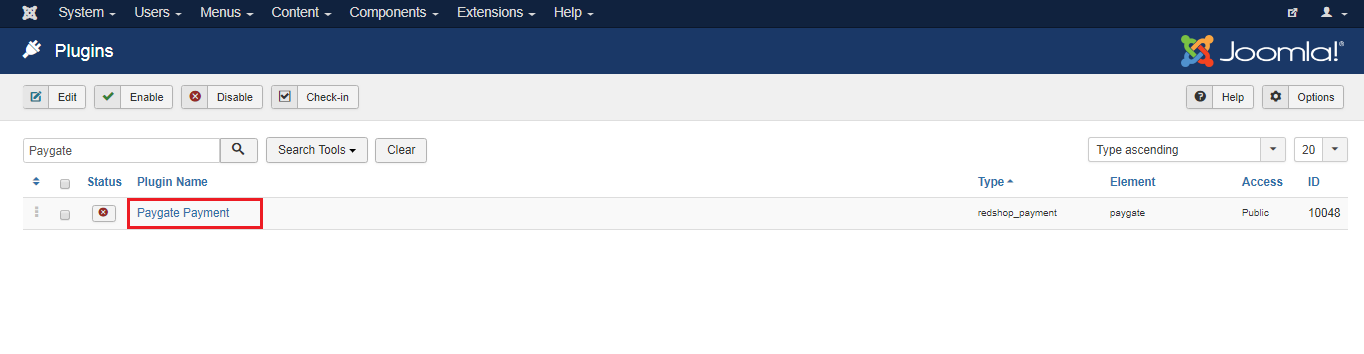 System Users Menus Content Components Extensions Help
Plugins Joomla!®
Edit Enable Disable Check-in Help Options
Paygate Search Tools Clear Type ascending 20
Status Plugin Name Type Element Access ID
Paygate Payment redshop_payment paygate Public 10048